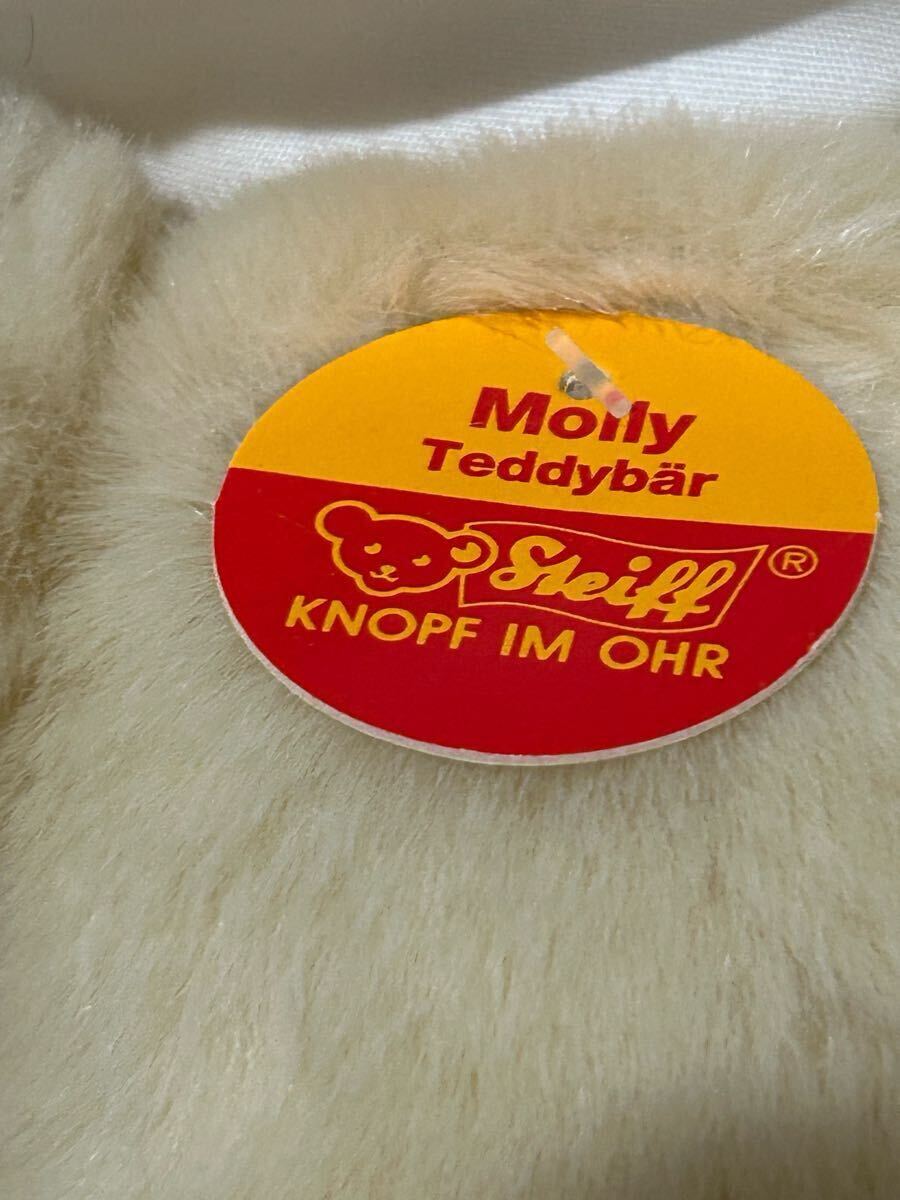 Molly
Teddybär
Steiff ®
KNOPF IM OHR